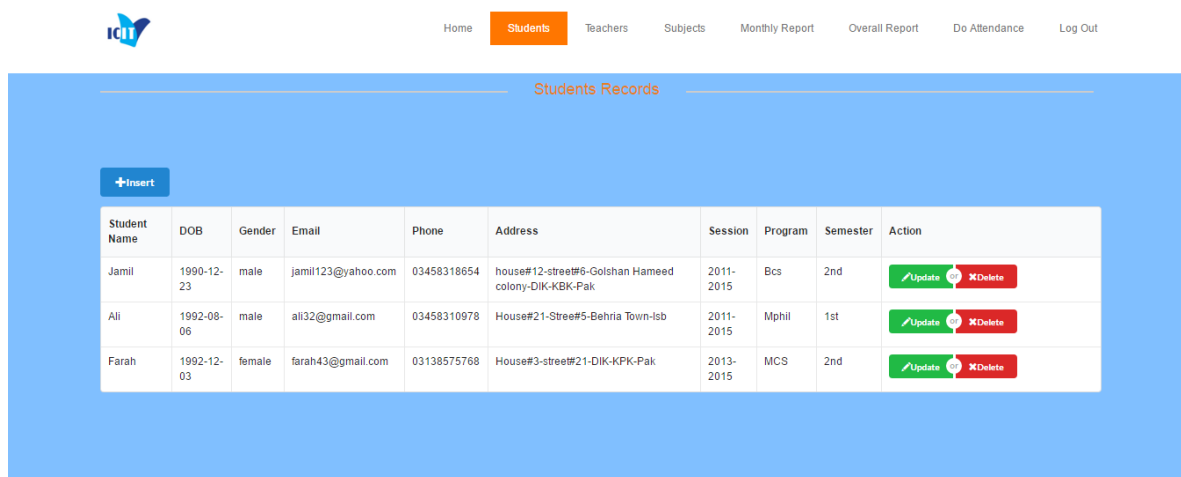 ICIT
Home Students Teachers Subjects Monthly Report Overall Report Do Attendance Log Out
Students Records
+Insert
Student Name DOB Gender Email Phone Address Session Program Semester Action
Jamil 1990-12-23 male jamil123@yahoo.com 03458318654 house#12-street#6-Golshan Hameed colony-DIK-KBK-Pak 2011-2015 Bcs 2nd Update or Delete
Ali 1992-08-06 male ali32@gmail.com 03458310978 House#21-Stree#5-Behria Town-Isb 2011-2015 Mphil 1st Update or Delete
Farah 1992-12-03 female farah43@gmail.com 03138575768 House#3-street#21-DIK-KPK-Pak 2013-2015 MCS 2nd Update or Delete